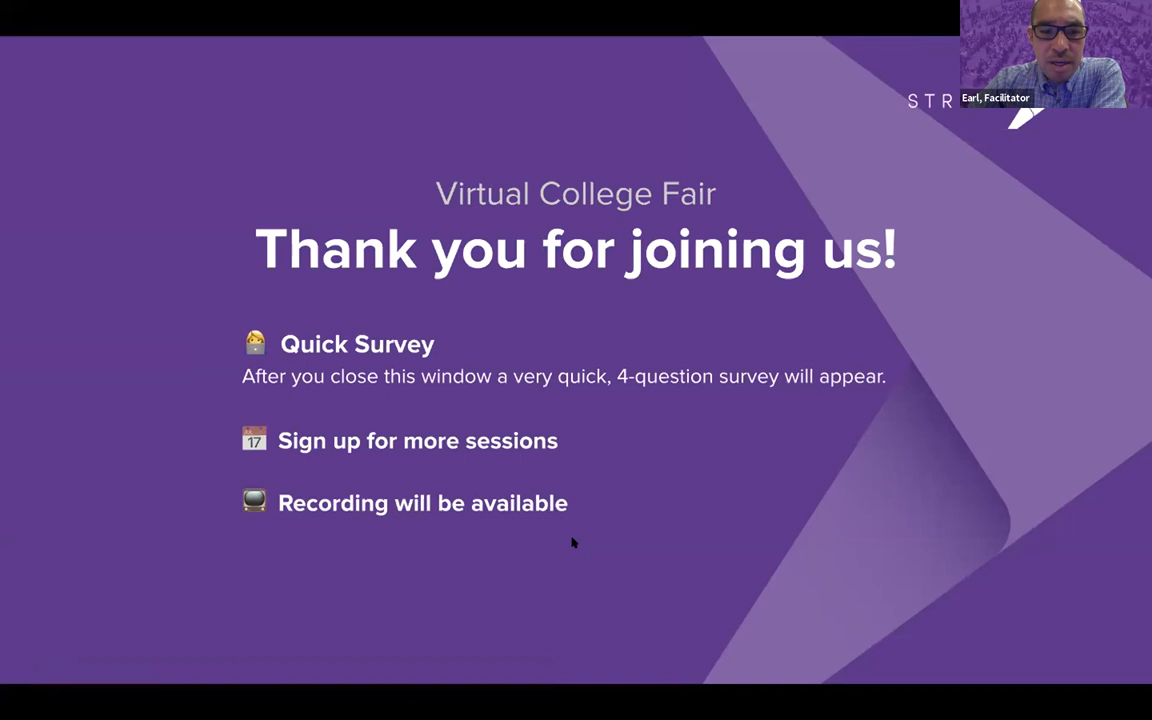 STR
Earl, Facilitator
Virtual College Fair
Thank you for joining us!
Quick Survey
After you close this window a very quick, 4-question survey will appear.
17
Sign up for more sessions
Recording will be available